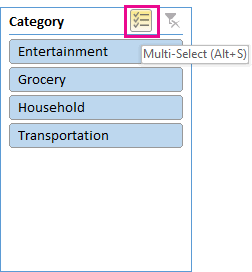 Category
Multi-Select (Alt+S)
Entertainment
Grocery
Household
Transportation